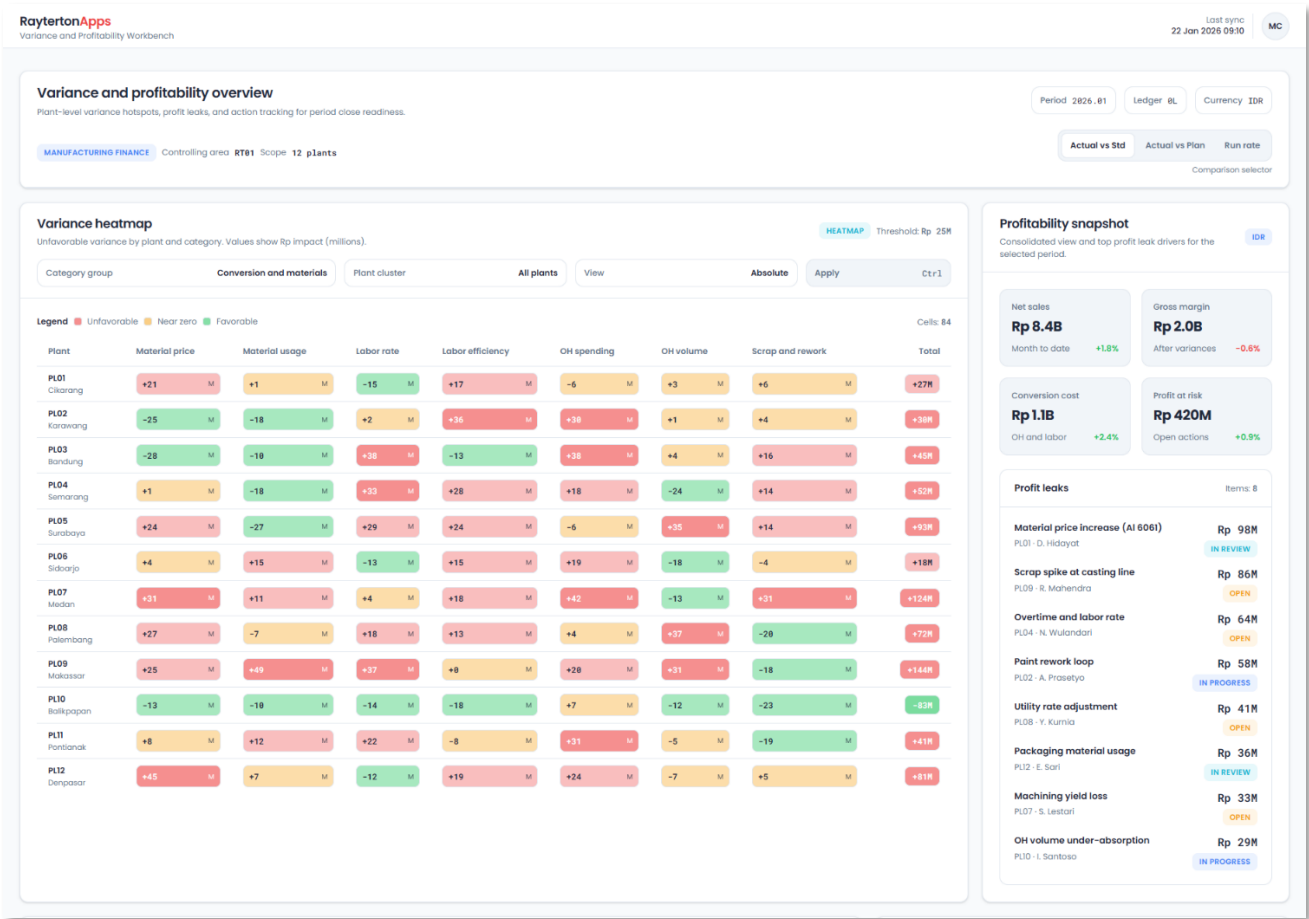 RaytertonApps
Variance and Profitability Workbench
Last sync
22 Jan 2026 09:10
MC
Variance and profitability overview
Plant-level variance hotspots, profit leaks, and action tracking for period close readiness.
Period 2026.01 Ledger 0L Currency IDR
MANUFACTURING FINANCE Controlling area RT01 Scope 12 plants
Actual vs Std Actual vs Plan Run rate
Comparison selector
Variance heatmap
Unfavorable variance by plant and category. Values show Rp impact (millions).
HEATMAP Threshold: Rp 25M
Category group Conversion and materials Plant cluster All plants View Absolute Apply Ctrl
Legend Unfavorable Near zero Favorable Cells: 84
Plant Material price Material usage Labor rate Labor efficiency OH spending OH volume Scrap and rework Total
PL01
Cikarang
+21 M +1 M -15 M +17 M -6 M +3 M +6 M +27M
PL02
Karawang
-25 M -18 M +2 M +36 M +38 M +1 M +4 M +38M
PL03
Bandung
-28 M -10 M +38 M -13 M +38 M +4 M +16 M +45M
PL04
Semarang
+1 M -18 M +33 M +28 M +18 M -24 M +14 M +52M
PL05
Surabaya
+24 M -27 M +29 M +24 M -6 M +35 M +14 M +93M
PL06
Sidoarjo
+4 M +15 M -13 M +15 M +19 M -18 M -4 M +18M
PL07
Medan
+31 M +11 M +4 M +18 M +42 M -13 M +31 M +124M
PL08
Palembang
+27 M -7 M +18 M +13 M +4 M +37 M -20 M +72M
PL09
Makassar
+25 M +49 M +37 M +0 M +20 M +31 M -18 M +144M
PL10
Balikpapan
-13 M -10 M -14 M -18 M +7 M -12 M -23 M -83M
PL11
Pontianak
+8 M +12 M +22 M -8 M +31 M -5 M -19 M +41M
PL12
Denpasar
+45 M +7 M -12 M +19 M +24 M -7 M +5 M +81M
Profitability snapshot
Consolidated view and top profit leak drivers for the
selected period.
IDR
Net sales
Rp 8.4B
Month to date +1.8%
Gross margin
Rp 2.0B
After variances -0.6%
Conversion cost
Rp 1.1B
OH and labor +2.4%
Profit at risk
Rp 420M
Open actions +0.9%
Profit leaks Items: 8
Material price increase (Al 6061) Rp 98M
PL01 · D. Hidayat IN REVIEW
Scrap spike at casting line Rp 86M
PL09 · R. Mahendra OPEN
Overtime and labor rate Rp 64M
PL04 · N. Wulandari OPEN
Paint rework loop Rp 58M
PL02 · A. Prasetyo IN PROGRESS
Utility rate adjustment Rp 41M
PL08 · Y. Kurnia OPEN
Packaging material usage Rp 36M
PL12 · E. Sari IN REVIEW
Machining yield loss Rp 33M
PL07 · S. Lestari OPEN
OH volume under-absorption Rp 29M
PL10 · I. Santoso IN PROGRESS